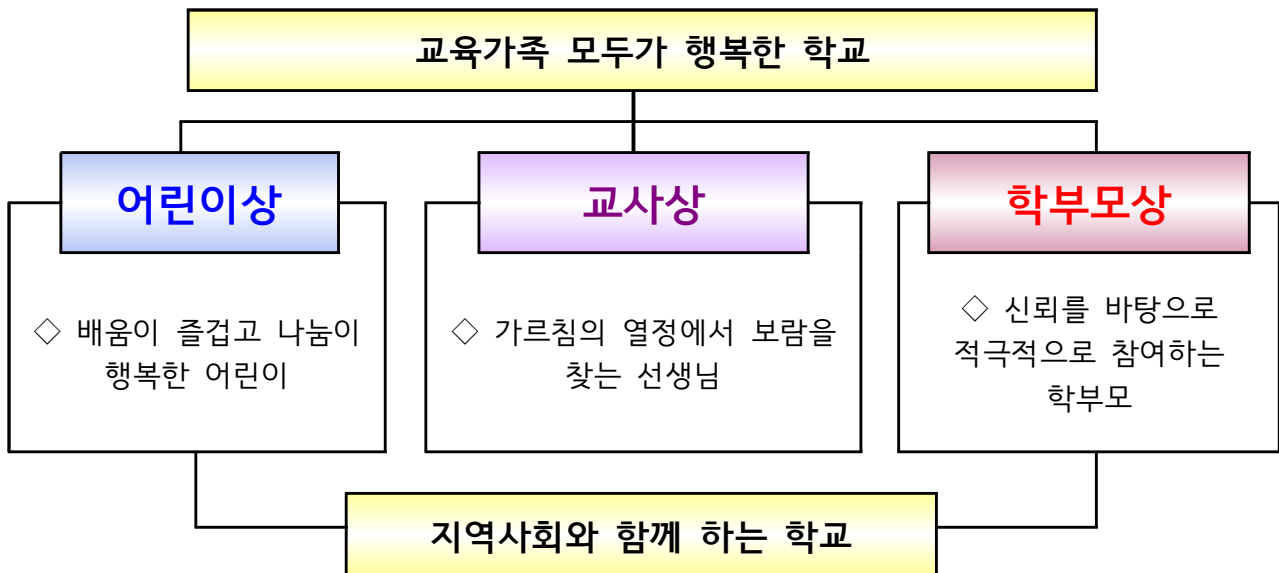 교육가족 모두가 행복한 학교
어린이상
◇ 배움이 즐겁고 나눔이
행복한 어린이
교사상
◇ 가르침의 열정에서 보람을
찾는 선생님
학부모상
◇ 신뢰를 바탕으로
적극적으로 참여하는
학부모
지역사회와 함께 하는 학교